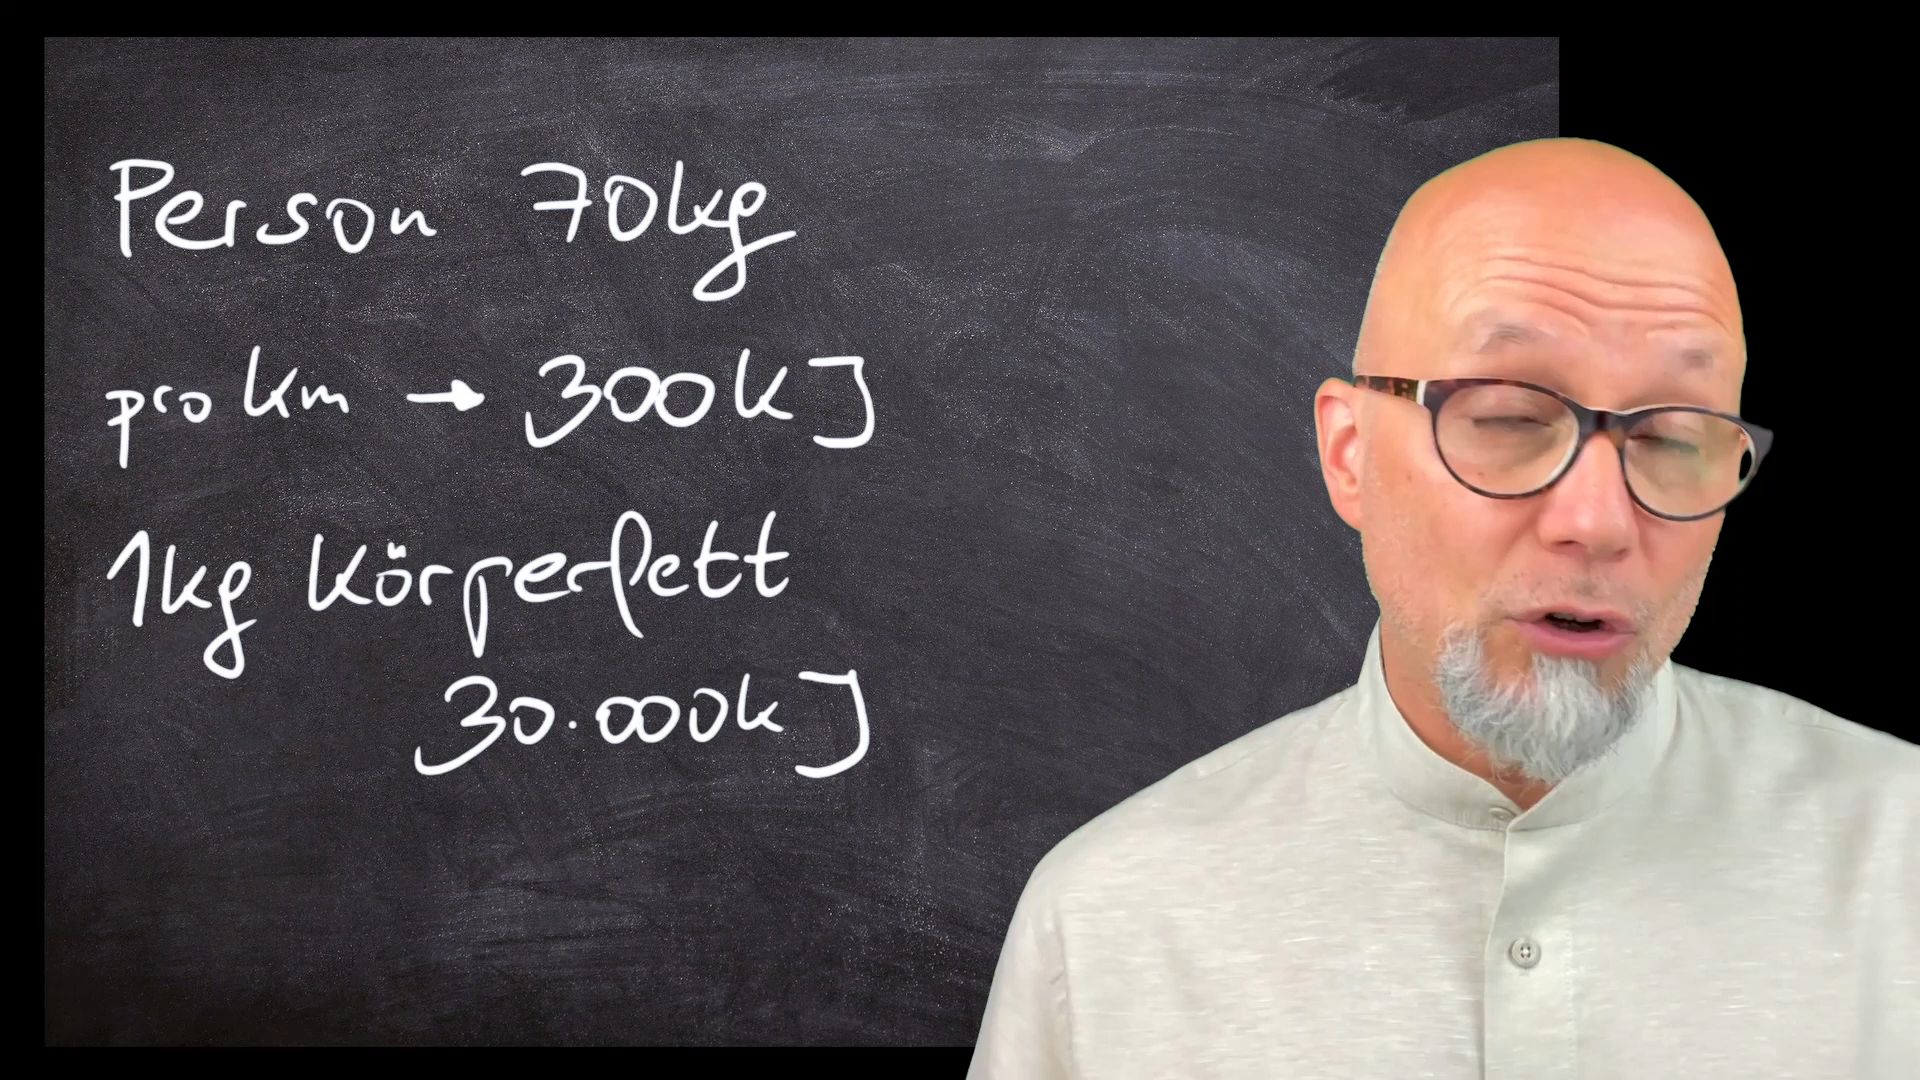 Person 70kg
pro km → 300kJ
1kg Körperfett
30.000kJ